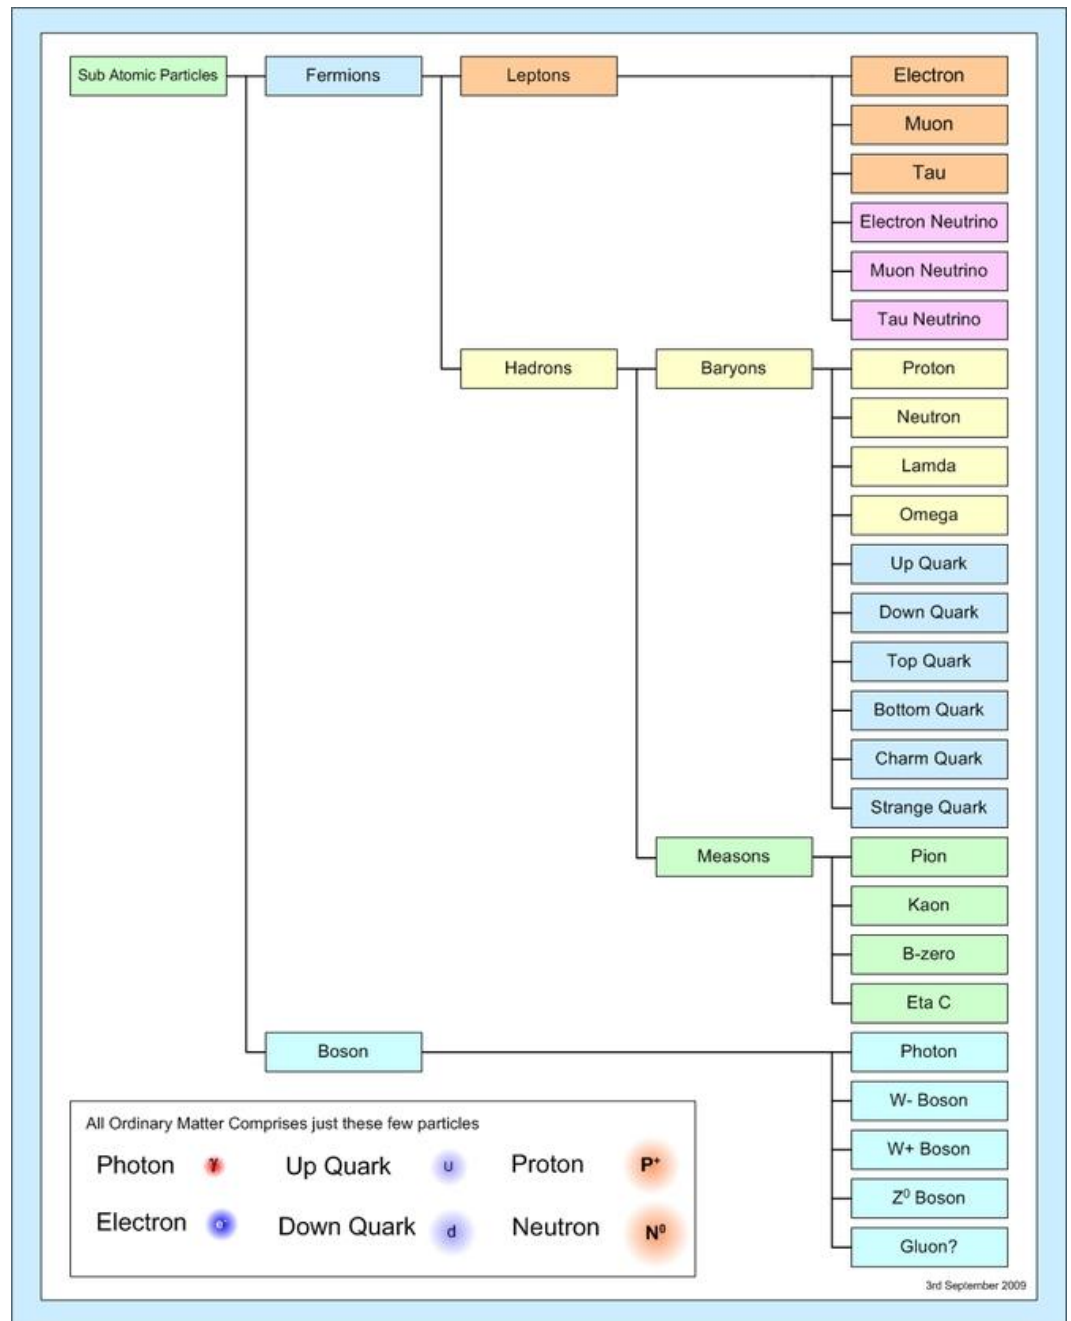 Sub Atomic Particles
Fermions
Leptons
Electron
Muon
Tau
Electron Neutrino
Muon Neutrino
Tau Neutrino
Hadrons
Baryons
Proton
Neutron
Lamda
Omega
Up Quark
Down Quark
Top Quark
Bottom Quark
Charm Quark
Strange Quark
Measons
Pion
Kaon
B-zero
Eta C
Boson
Photon
W- Boson
W+ Boson
Z⁰ Boson
Gluon?
All Ordinary Matter Comprises just these few particles
Photon γ Up Quark u Proton P⁺
Electron e⁻ Down Quark d Neutron N⁰
3rd September 2009